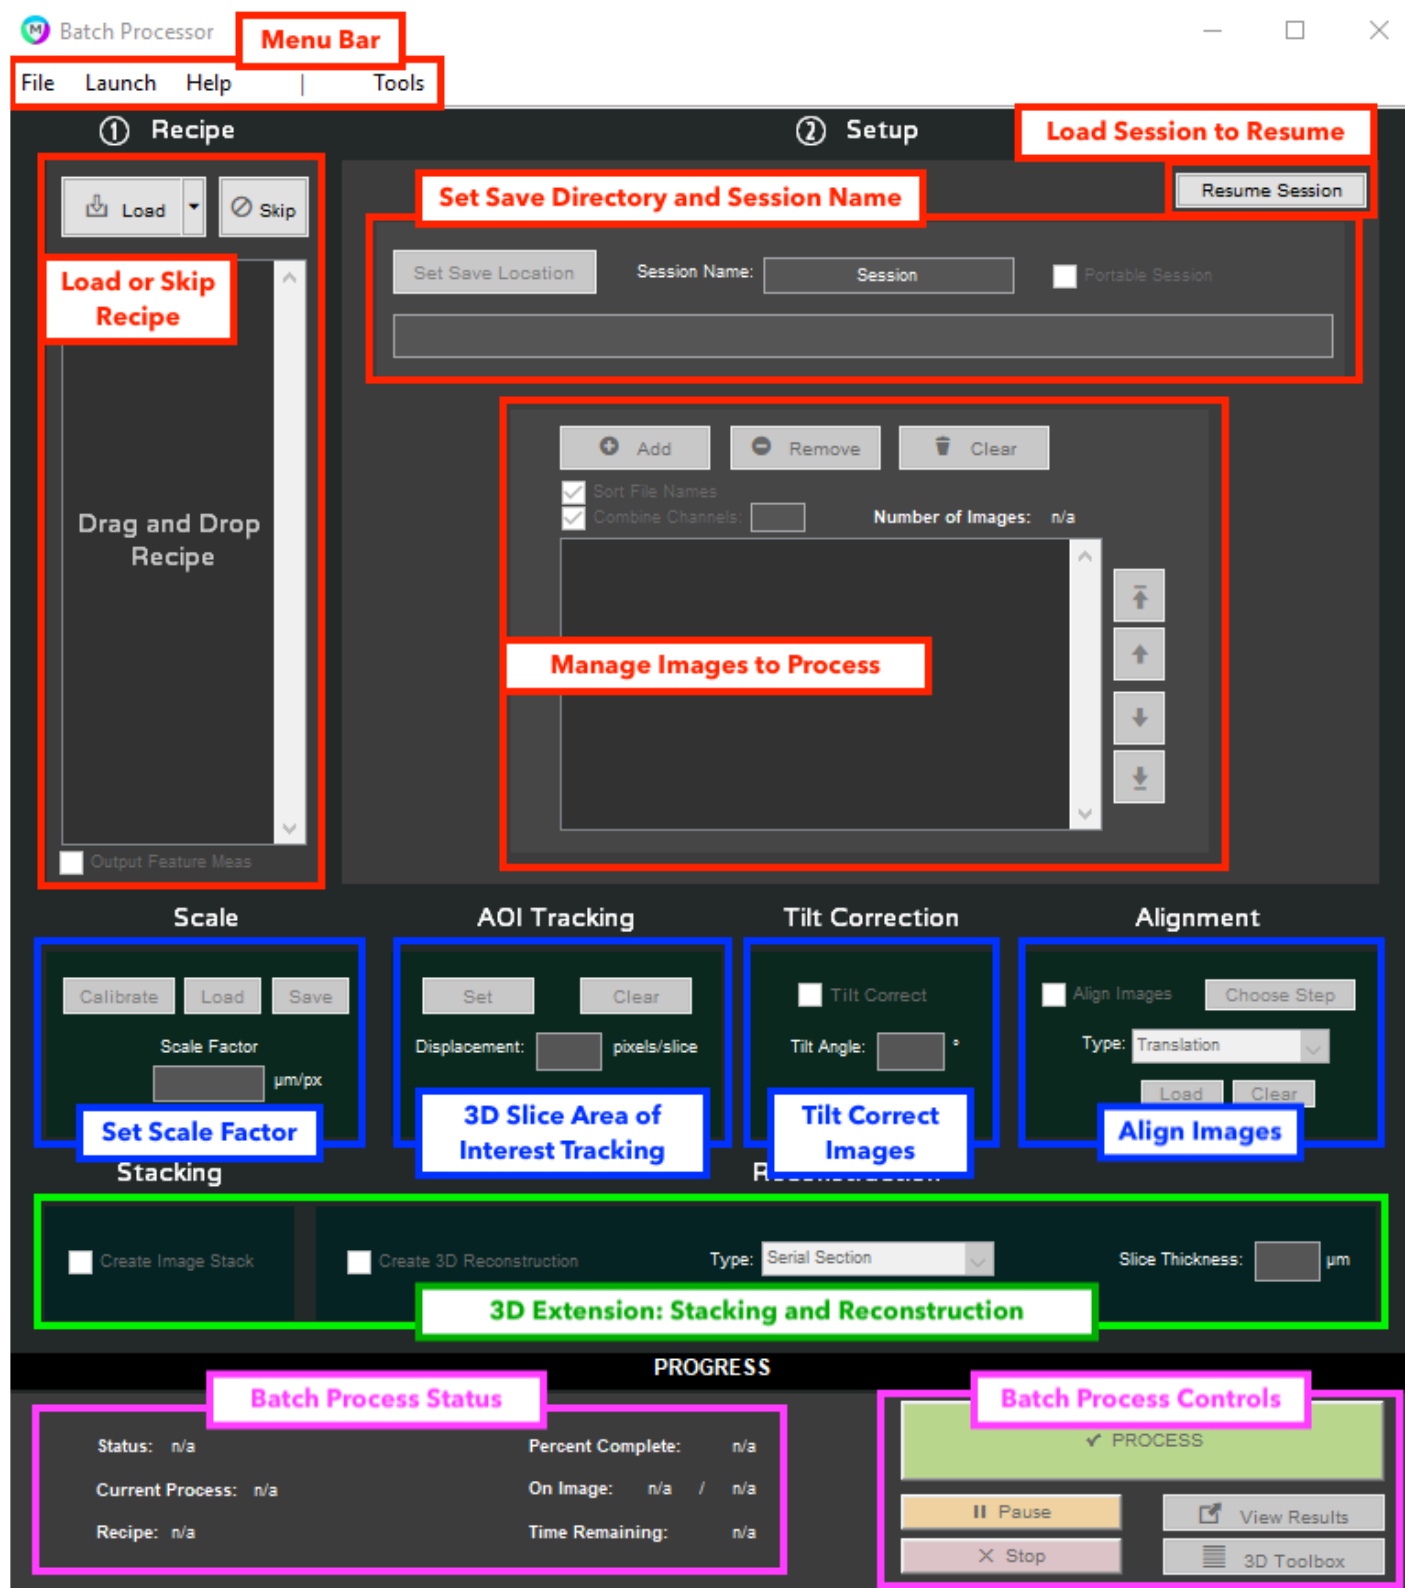 Batch Processor
Menu Bar
File Launch Help | Tools
1 Recipe
2 Setup
Load Session to Resume
Load
Skip
Set Save Directory and Session Name
Resume Session
Load or Skip
Recipe
Set Save Location
Session Name:
Session
Portable Session
Drag and Drop
Recipe
Add
Remove
Clear
Sort File Names
Combine Channels:
Number of Images: n/a
Manage Images to Process
Output Feature Meas
Scale
AOI Tracking
Tilt Correction
Alignment
Calibrate
Load
Save
Set
Clear
Tilt Correct
Align Images
Choose Step
Scale Factor
µm/px
Displacement:
pixels/slice
Tilt Angle:
°
Type: Translation
Load
Clear
Set Scale Factor
3D Slice Area of
Interest Tracking
Tilt Correct
Images
Align Images
Stacking
Create Image Stack
Create 3D Reconstruction
Type: Serial Section
Slice Thickness:
µm
3D Extension: Stacking and Reconstruction
PROGRESS
Batch Process Status
Batch Process Controls
Status: n/a
Percent Complete: n/a
PROCESS
Current Process: n/a
On Image: n/a / n/a
Recipe: n/a
Time Remaining: n/a
Pause
View Results
Stop
3D Toolbox